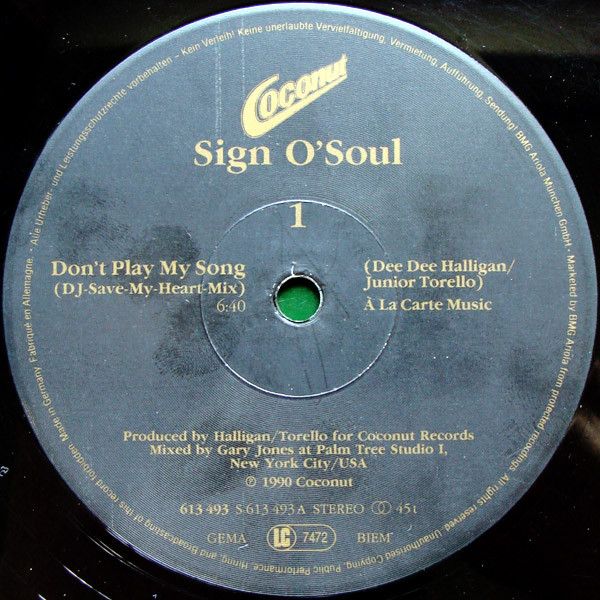 Coconut
Sign O'Soul
1
Don't Play My Song
(DJ-Save-My-Heart-Mix)
6:40
(Dee Dee Halligan/
Junior Torello)
À La Carte Music
Produced by Halligan/Torello for Coconut Records
Mixed by Gary Jones at Palm Tree Studio I,
New York City/USA
℗ 1990 Coconut
613 493 S 613 493 A STEREO 45 t
GEMA LC 7472 BIEM
Made in Germany. Fabriqué en Allemagne. • Alle Urheber- und Leistungsschutzrechte vorbehalten – Kein Verleih! Keine unerlaubte Vervielfältigung, Vermietung, Aufführung, Sendung! BMG Ariola München GmbH • Marketed by BMG Ariola from protected recordings. All rights reserved. Unauthorised Copying, Public Performance, Hiring, and Broadcasting of this record forbidden.